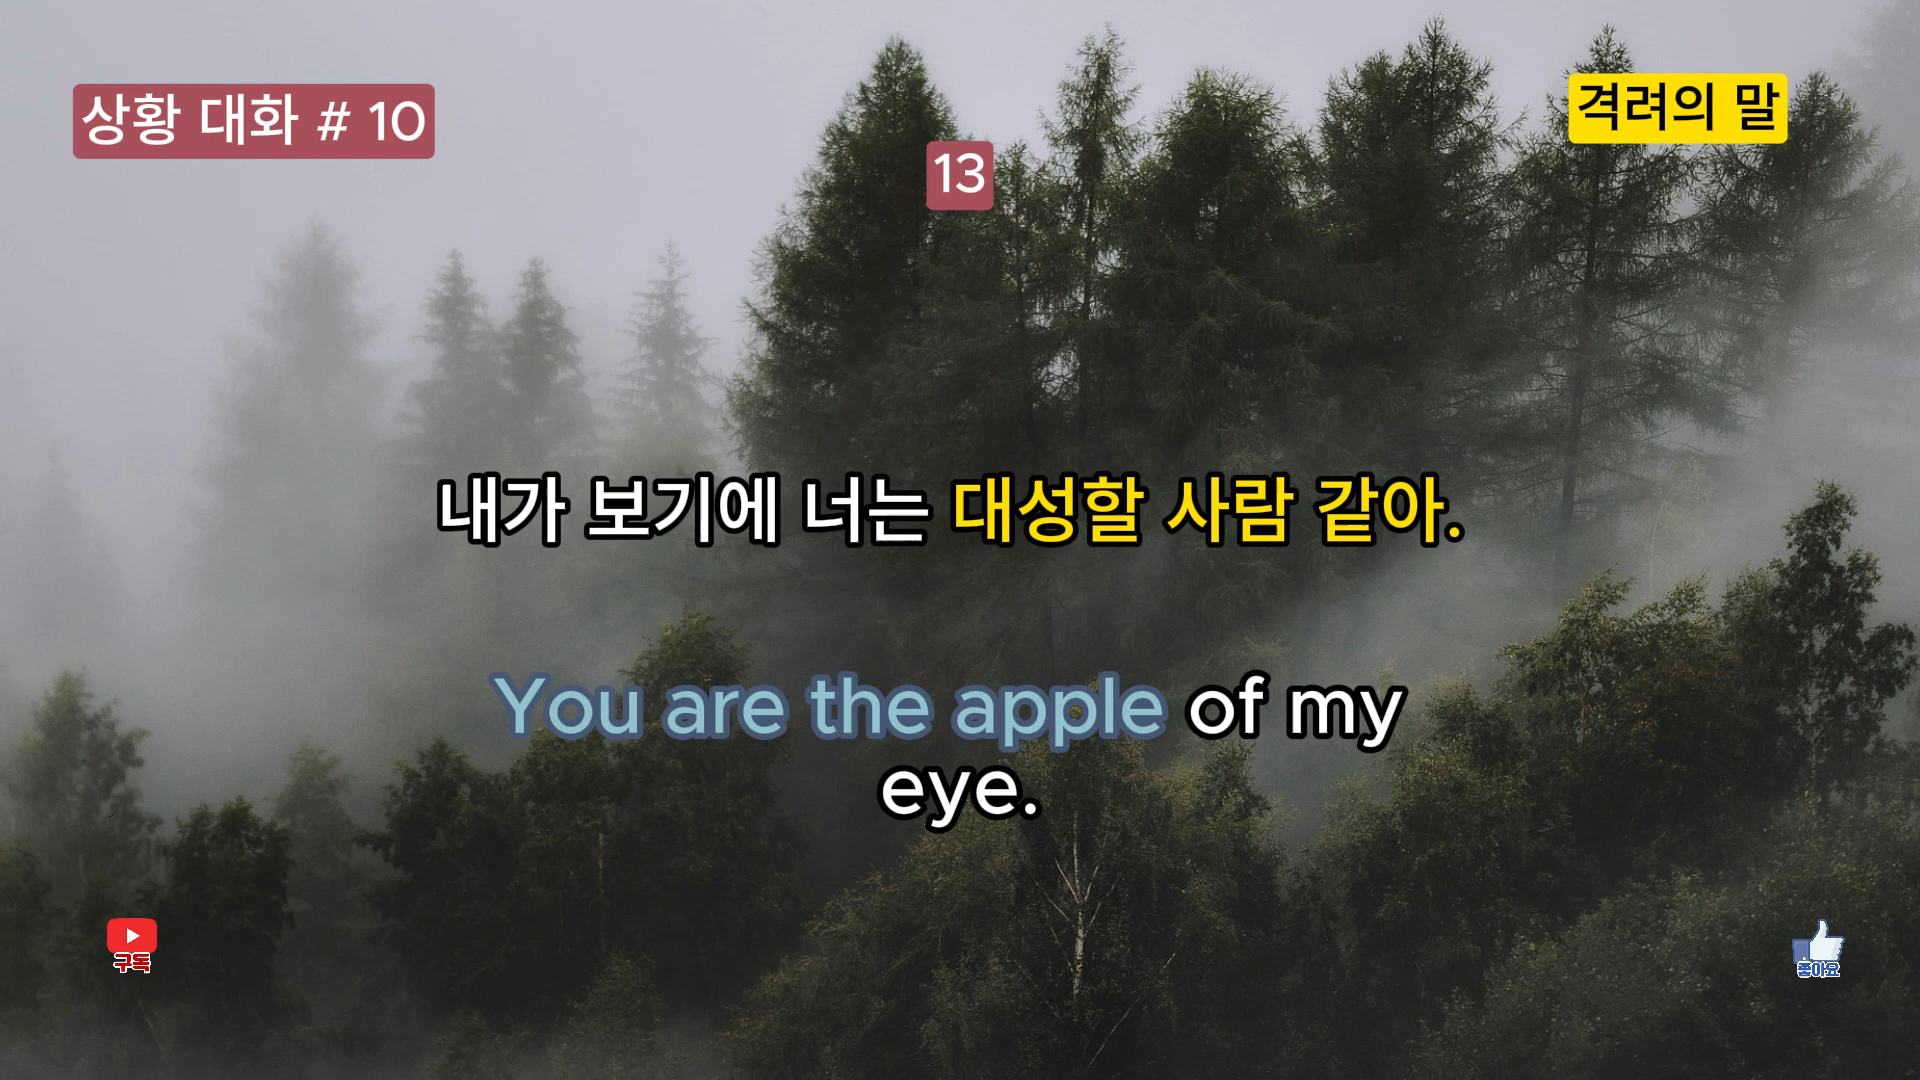 상황 대화 # 10
격려의 말
13
내가 보기에 너는 대성할 사람 같아.
You are the apple of my
eye.
구독
좋아요